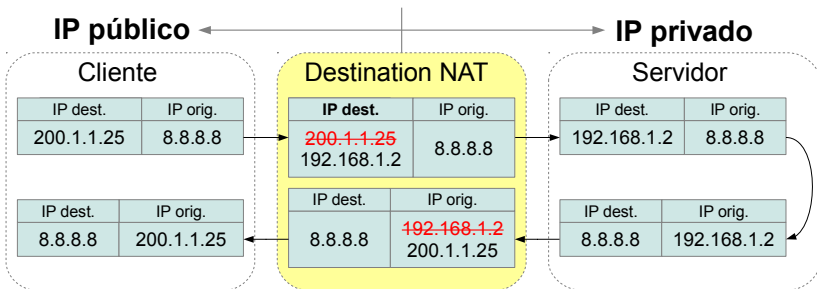 IP público IP privado
Cliente Destination NAT Servidor
IP dest. IP orig. IP dest. IP orig. IP dest. IP orig.
200.1.1.25 8.8.8.8 200.1.1.25 192.168.1.2 8.8.8.8 192.168.1.2 8.8.8.8
IP dest. IP orig. IP dest. IP orig. IP dest. IP orig.
8.8.8.8 200.1.1.25 8.8.8.8 192.168.1.2 200.1.1.25 8.8.8.8 192.168.1.2